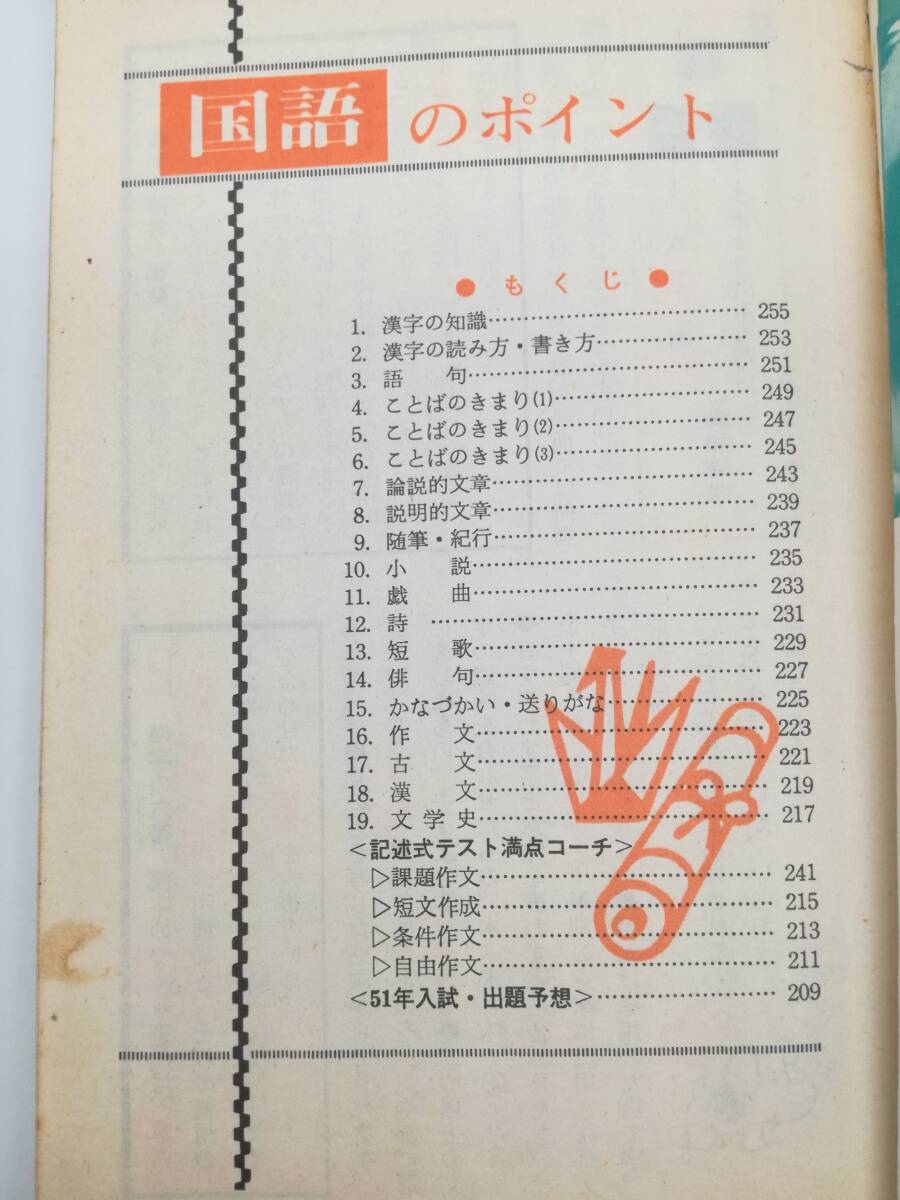 国語のポイント
●もくじ●
1. 漢字の知識…………………………………… 255
2. 漢字の読み方・書き方…………………… 253
3. 語　　句…………………………………… 251
4. ことばのきまり⑴………………………… 249
5. ことばのきまり⑵………………………… 247
6. ことばのきまり⑶………………………… 245
7. 論説的文章………………………………… 243
8. 説明的文章………………………………… 239
9. 随筆・紀行………………………………… 237
10. 小　　説………………………………… 235
11. 戯　　曲………………………………… 233
12. 詩　……………………………………… 231
13. 短　　歌………………………………… 229
14. 俳　　句………………………………… 227
15. かなづかい・送りがな………………… 225
16. 作　　文………………………………… 223
17. 古　　文………………………………… 221
18. 漢　　文………………………………… 219
19. 文 学 史………………………………… 217
＜記述式テスト満点コーチ＞
▷課題作文…………………………………… 241
▷短文作成…………………………………… 215
▷条件作文…………………………………… 213
▷自由作文…………………………………… 211
＜51年入試・出題予想＞…………………… 209